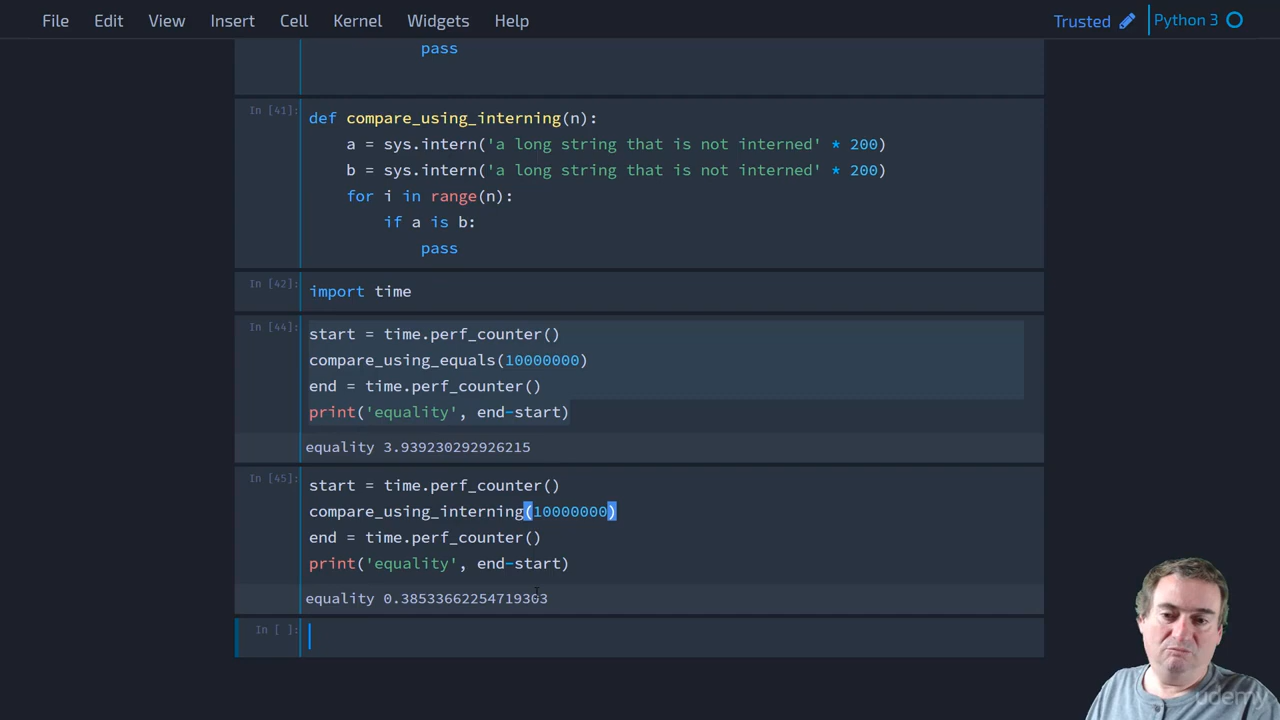 File Edit View Insert Cell Kernel Widgets Help Trusted Python 3
pass
In [41]:
def compare_using_interning(n):
a = sys.intern('a long string that is not interned' * 200)
b = sys.intern('a long string that is not interned' * 200)
for i in range(n):
if a is b:
pass
In [42]:
import time
In [44]:
start = time.perf_counter()
compare_using_equals(10000000)
end = time.perf_counter()
print('equality', end-start)
equality 3.939230292926215
In [45]:
start = time.perf_counter()
compare_using_interning(10000000)
end = time.perf_counter()
print('equality', end-start)
equality 0.38533662254719303
In [ ]:
udemy